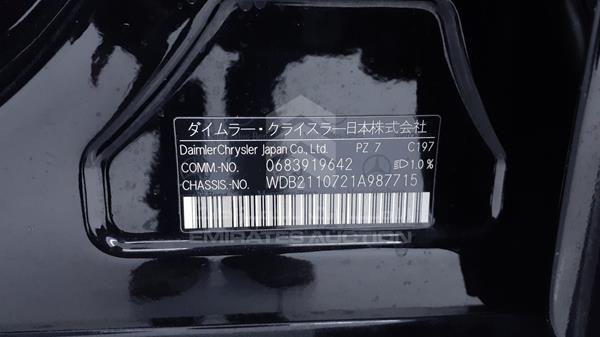 ダイムラー・クライスラー日本株式会社
DaimlerChrysler Japan Co., Ltd. PZ 7 C197
COMM.-NO. 0683919642 1.0%
CHASSIS.-NO. WDB2110721A987715
EMIRATES AUCTION